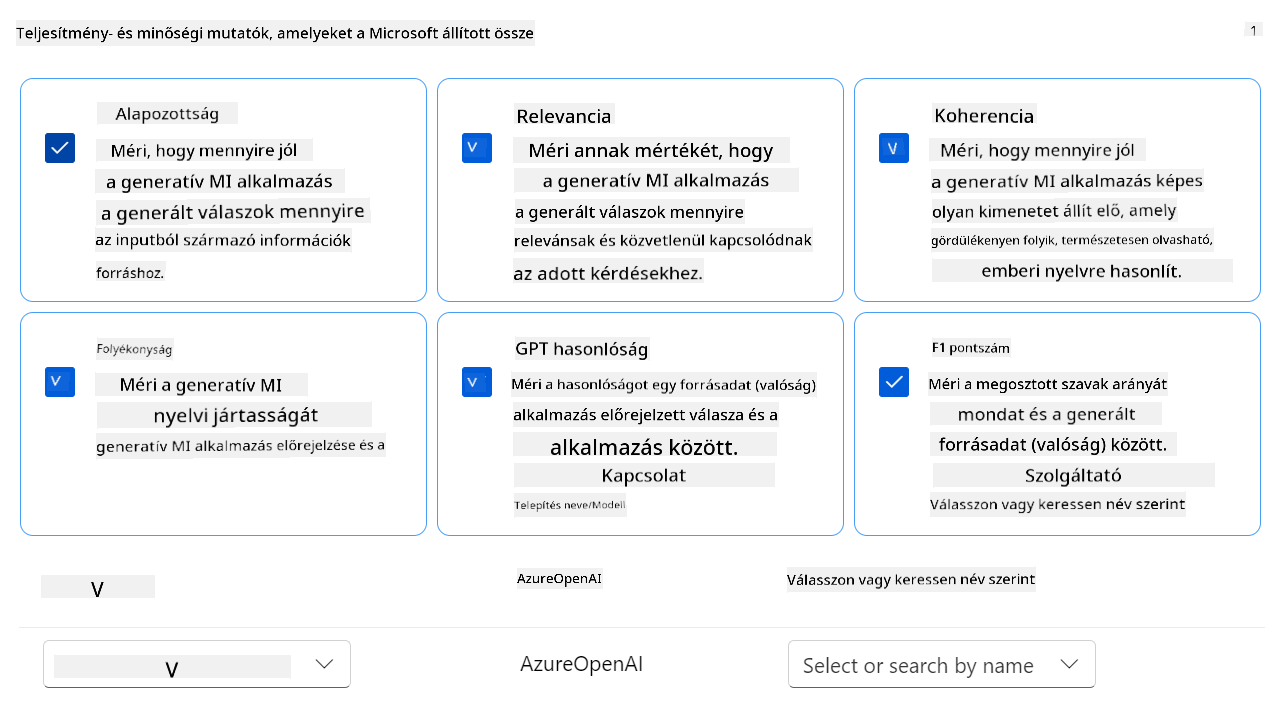 Teljesítmény- és minőségi mutatók, amelyeket a Microsoft állított össze
1
Alapozottság
Méri, hogy mennyire jól
a generatív MI alkalmazás
a generált válaszok mennyire
az inputból származó információk
forráshoz.
Relevancia
Méri annak mértékét, hogy
a generatív MI alkalmazás
a generált válaszok mennyire
relevánsak és közvetlenül kapcsolódnak
az adott kérdésekhez.
Koherencia
Méri, hogy mennyire jól
a generatív MI alkalmazás képes
olyan kimenetet állít elő, amely
gördülékenyen folyik, természetesen olvasható,
emberi nyelvre hasonlít.
Folyékonyság
Méri a generatív MI
nyelvi jártasságát
generatív MI alkalmazás előrejelzése és a
GPT hasonlóság
Méri a hasonlóságot egy forrásadat (valóság)
alkalmazás előrejelzett válasza és a
alkalmazás között.
Kapcsolat
Telepítés neve/Modell
F1 pontszám
Méri a megosztott szavak arányát
mondat és a generált
forrásadat (valóság) között.
Szolgáltató
Válasszon vagy keressen név szerint
V
AzureOpenAI
Válasszon vagy keressen név szerint
V
AzureOpenAI
Select or search by name